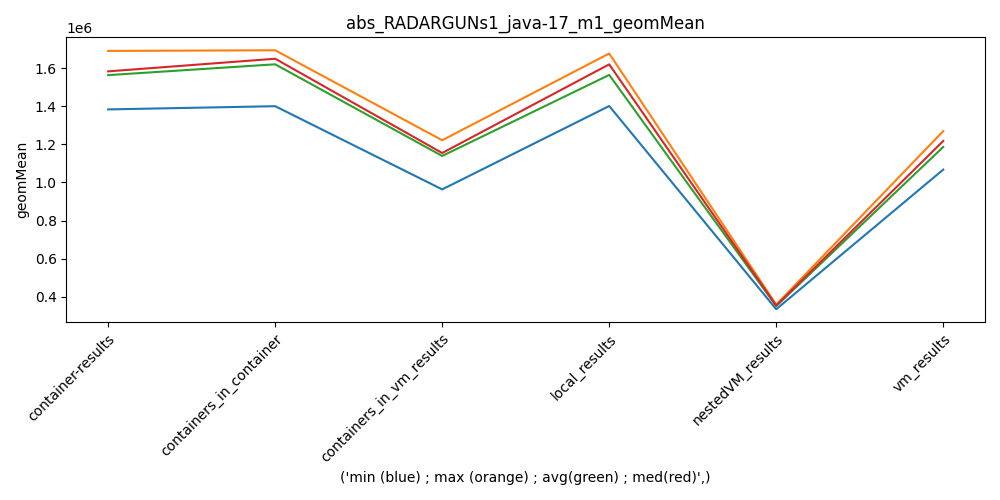 abs_RADARGUNs1_java-17_m1_geomMean
1e6
1.6
1.4
1.2
1.0
0.8
0.6
0.4
geomMean
container-results
containers_in_container
containers_in_vm_results
local_results
nestedVM_results
vm_results
('min (blue) ; max (orange) ; avg(green) ; med(red)',)